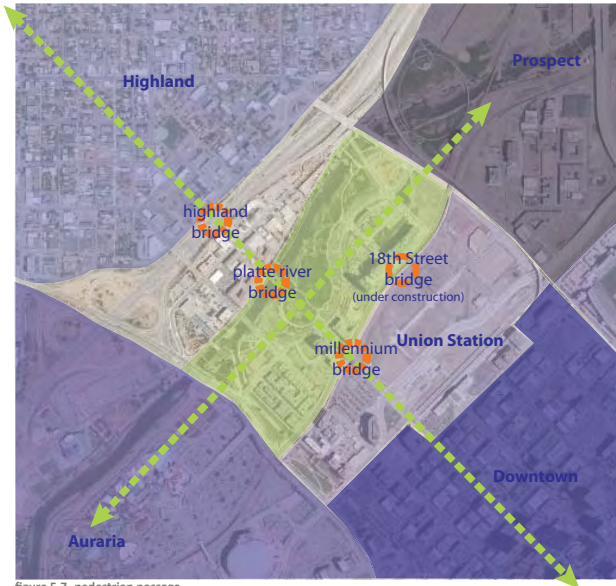 Prospect
Highland
highland
bridge
platte river
bridge
18th Street
bridge
(under construction)
Union Station
millennium
bridge
Downtown
Auraria
figure 5.7 pedestrian passage